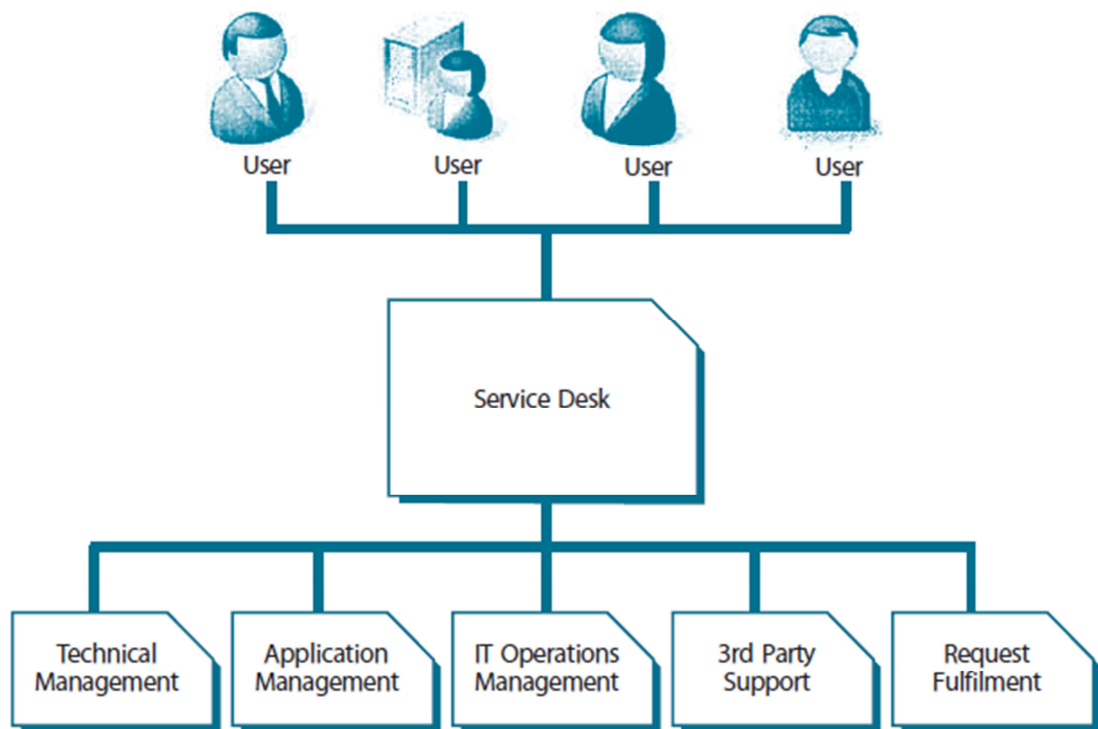 User
User
User
User
Service Desk
Technical
Management
Application
Management
IT Operations
Management
3rd Party
Support
Request
Fulfilment